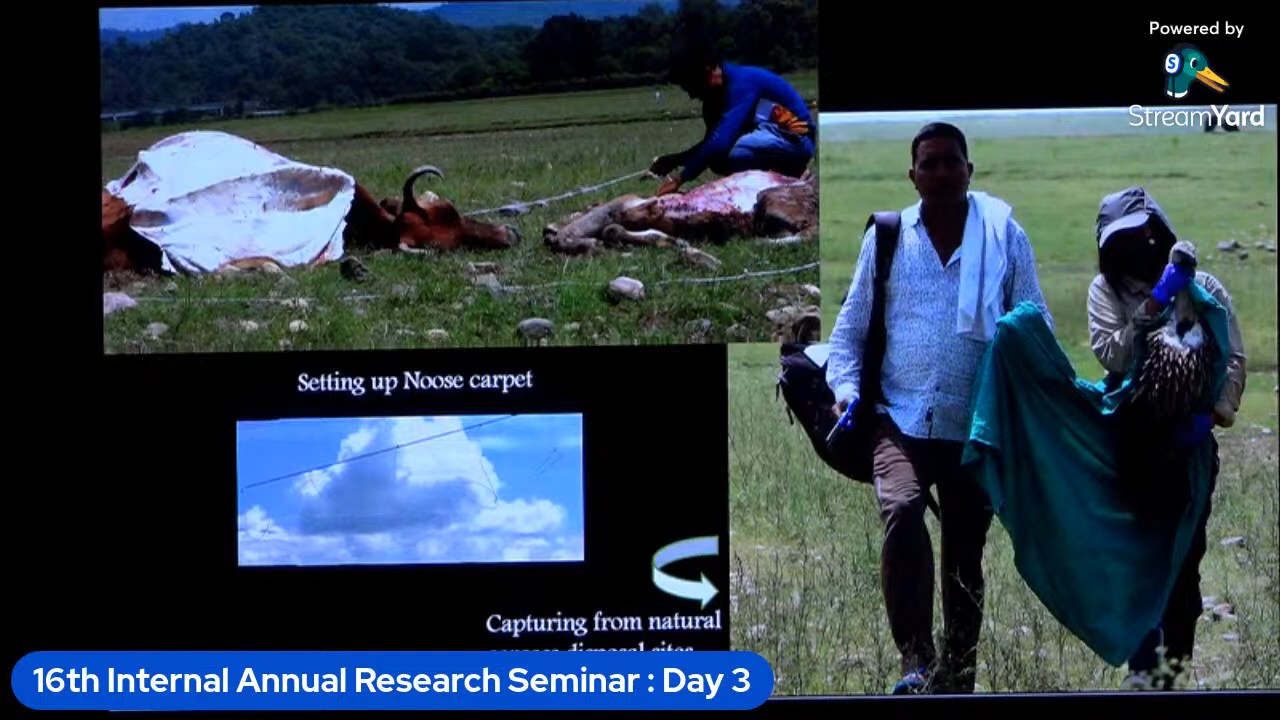 Powered by
S
StreamYard
Setting up Noose carpet
Capturing from natural
disposal sites
16th Internal Annual Research Seminar : Day 3